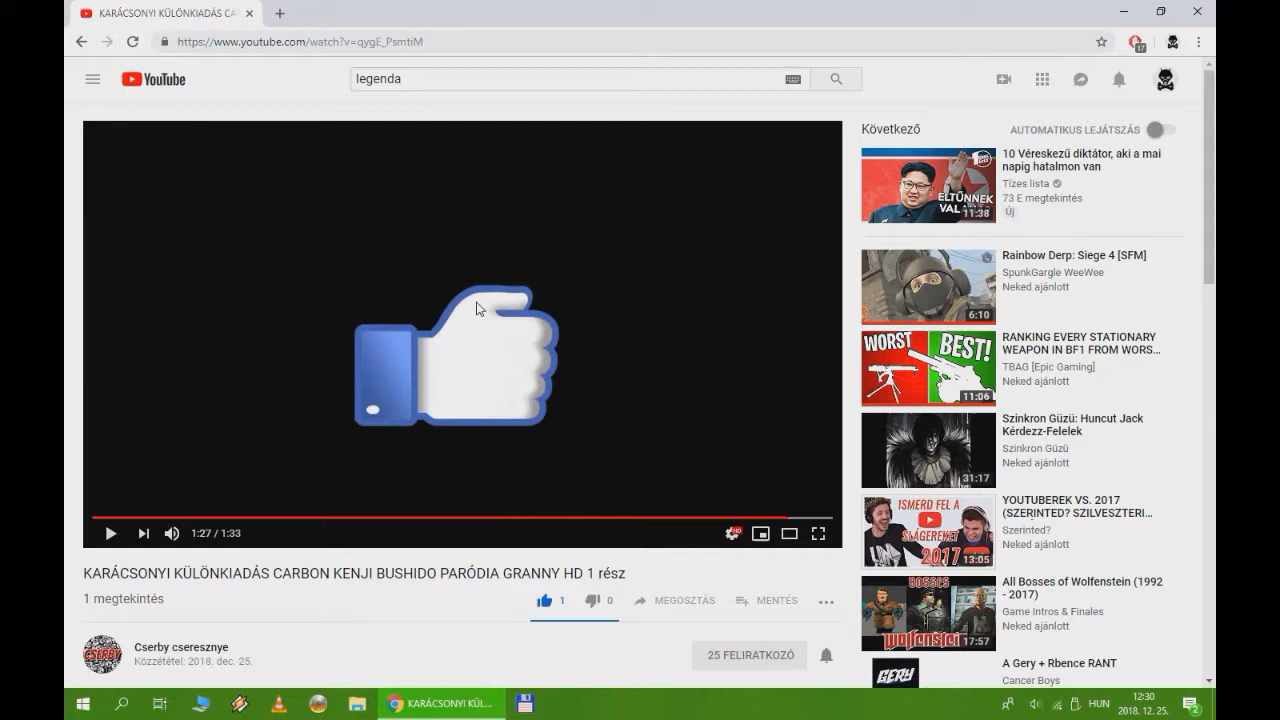 KARÁCSONYI KÜLÖNKIADÁS CA
https://www.youtube.com/watch?v=qygE_PsmtiM
17
YouTube
legenda
Következő
AUTOMATIKUS LEJÁTSZÁS
ELTŰNNEK
VAL
11:38
10 Véreskezű diktátor, aki a mai
napig hatalmon van
Tízes lista
73 E megtekintés
Új
6:10
Rainbow Derp: Siege 4 [SFM]
SpunkGargle WeeWee
Neked ajánlott
WORST
BEST!
11:06
RANKING EVERY STATIONARY
WEAPON IN BF1 FROM WORS…
TBAG [Epic Gaming]
Neked ajánlott
31:17
Szinkron Güzü: Huncut Jack
Kérdezz-Felelek
Szinkron Güzü
Neked ajánlott
ISMERD FEL A
SLÁGEREKET
2017
13:05
YOUTUBEREK VS. 2017
(SZERINTED? SZILVESZTERI…
Szerinted?
Neked ajánlott
BOSSES
Wolfenstein
17:57
All Bosses of Wolfenstein (1992
- 2017)
Game Intros & Finales
Neked ajánlott
GERY
A Gery + Rbence RANT
Cancer Boys
1:27 / 1:33
HD
KARÁCSONYI KÜLÖNKIADÁS CARBON KENJI BUSHIDO PARÓDIA GRANNY HD 1 rész
1 megtekintés
1
0
MEGOSZTÁS
MENTÉS
CSERBY
Cserby cseresznye
Közzététel: 2018. dec. 25.
25 FELIRATKOZÓ
KARÁCSONYI KÜL...
HUN
12:30
2018. 12. 25.
2